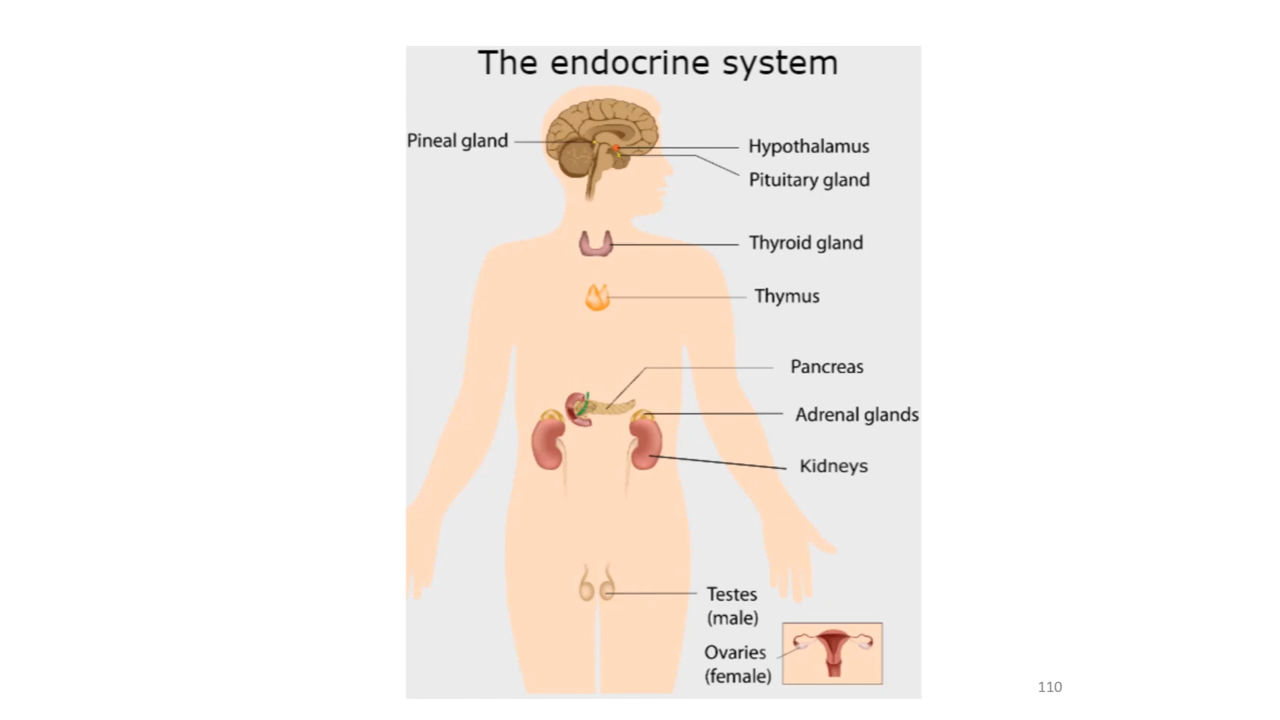 The endocrine system
Pineal gland
Hypothalamus
Pituitary gland
Thyroid gland
Thymus
Pancreas
Adrenal glands
Kidneys
Testes
(male)
Ovaries
(female)
110